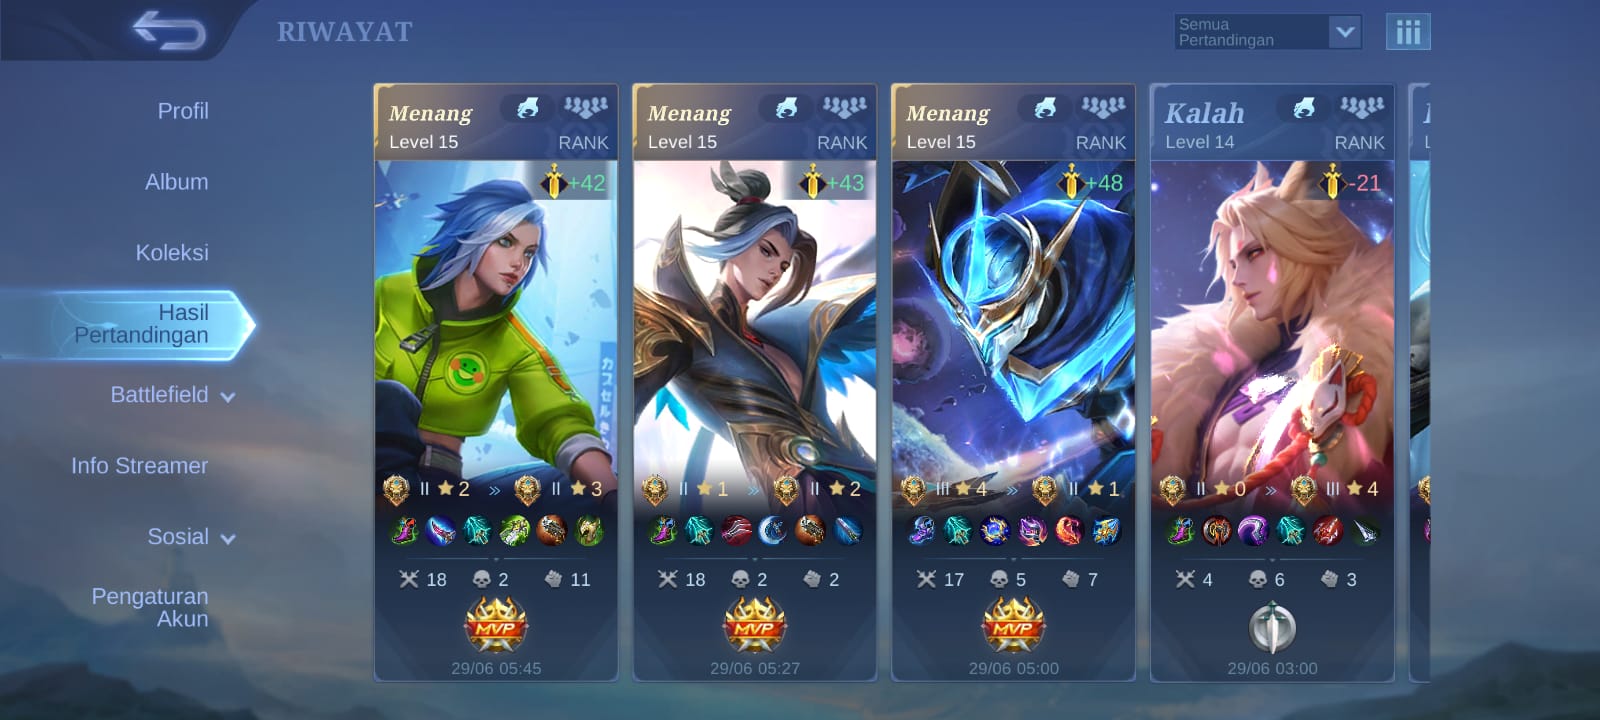 RIWAYAT
Semua
Pertandingan
Profil
Album
Koleksi
Hasil
Pertandingan
Battlefield
Info Streamer
Sosial
Pengaturan
Akun
Menang
Level 15
RANK
+42
II 2 » II 3
18 2 11
MVP
29/06 05:45
Menang
Level 15
RANK
+43
II 1 » II 2
18 2 2
MVP
29/06 05:27
Menang
Level 15
RANK
+48
III 4 » II 1
17 5 7
MVP
29/06 05:00
Kalah
Level 14
RANK
-21
II 0 » III 4
4 6 3
29/06 03:00